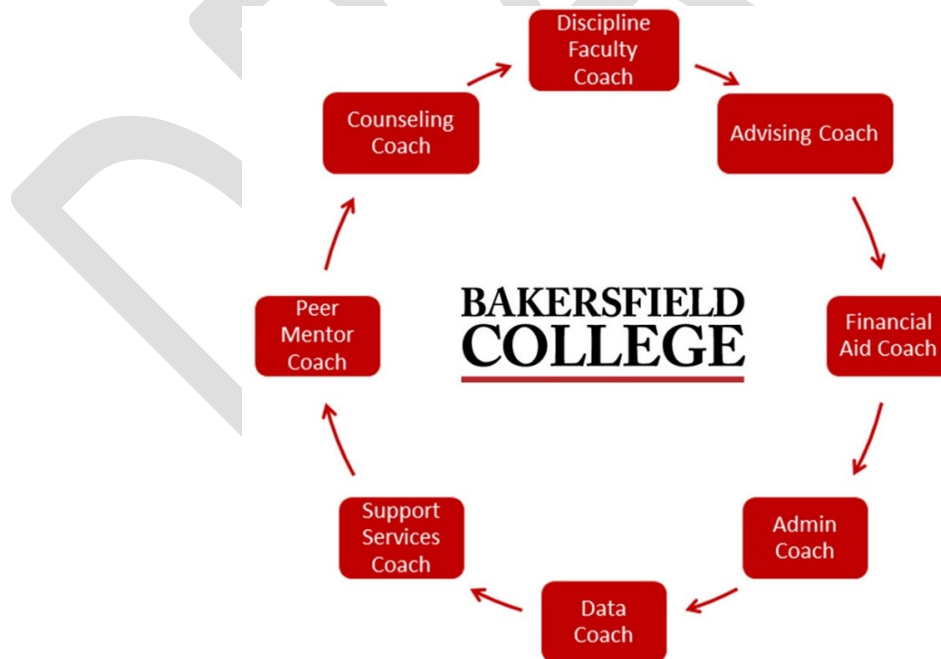 Discipline
Faculty
Coach
Counseling
Coach
Advising Coach
BAKERSFIELD
COLLEGE
Peer
Mentor
Coach
Financial
Aid Coach
Support
Services
Coach
Admin
Coach
Data
Coach